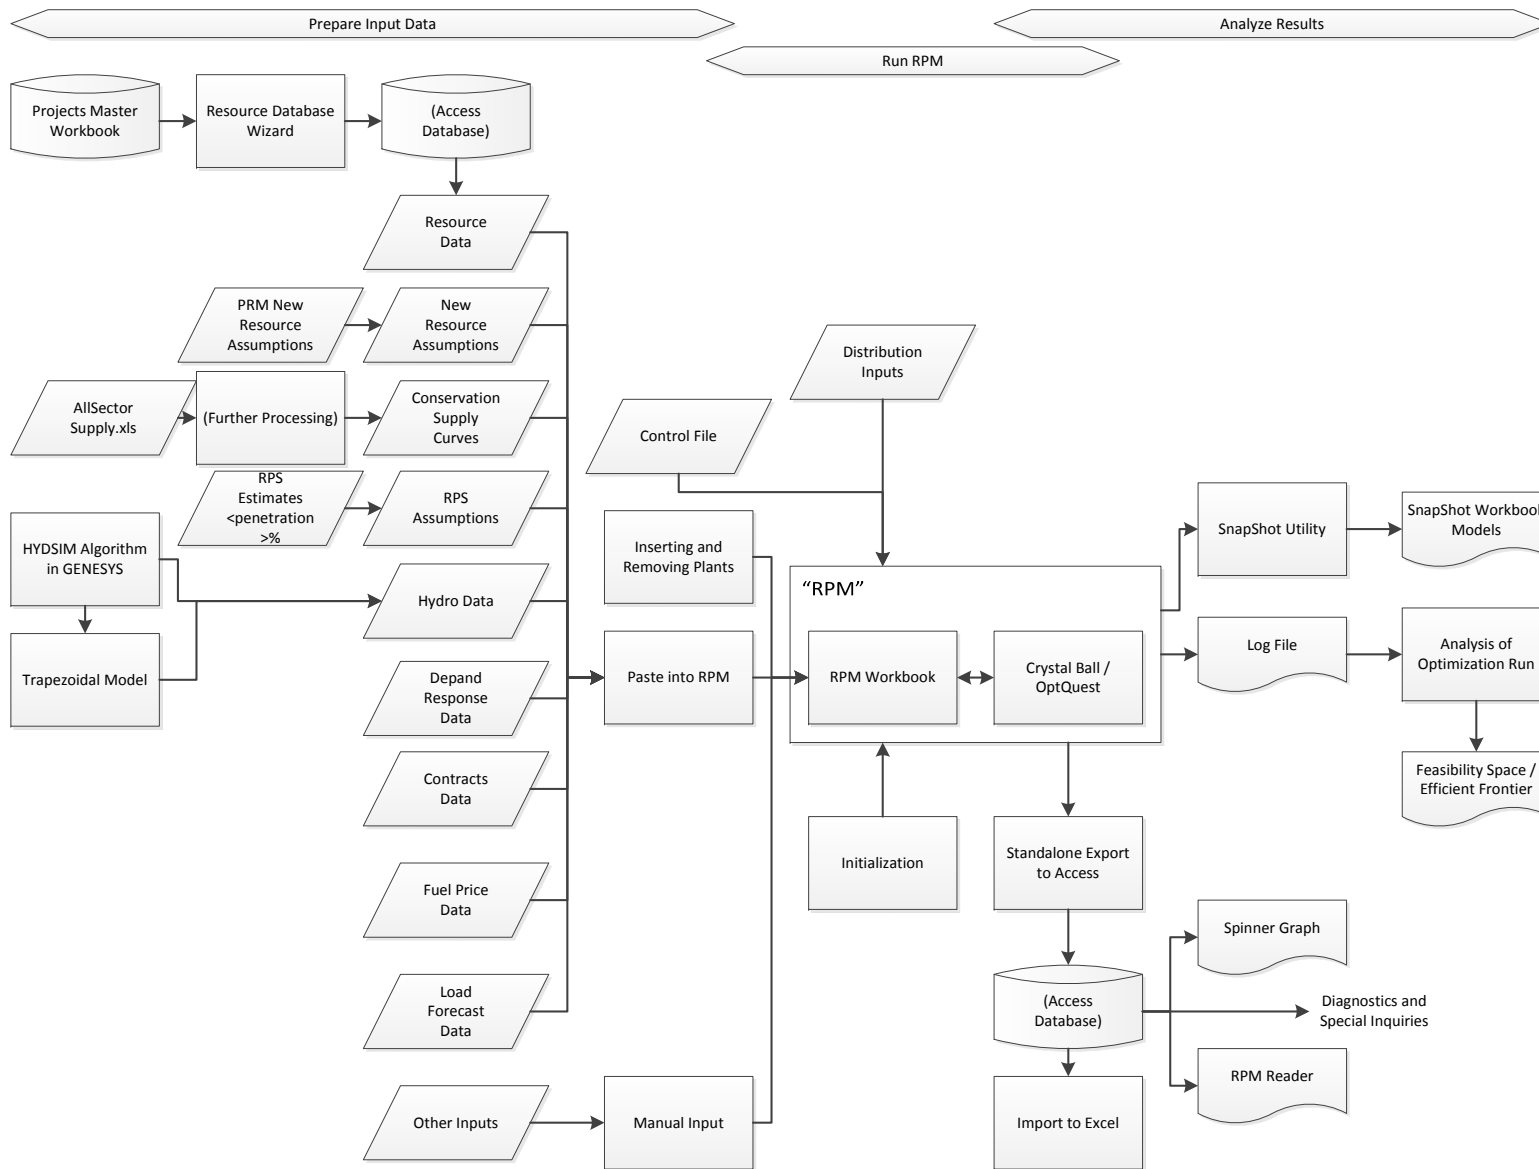 Prepare Input Data
Analyze Results
Run RPM
Projects Master
Workbook
Resource Database
Wizard
(Access
Database)
Resource
Data
PRM New
Resource
Assumptions
New
Resource
Assumptions
Distribution
Inputs
AllSector
Supply.xls
(Further Processing)
Conservation
Supply
Curves
Control File
RPS
Estimates
<penetration
>%
RPS
Assumptions
HYDSIM Algorithm
in GENESYS
Inserting and
Removing Plants
SnapShot Utility
SnapShot Workbook
Models
Hydro Data
"RPM"
Trapezoidal Model
Depand
Response
Data
Paste into RPM
RPM Workbook
Crystal Ball /
OptQuest
Log File
Analysis of
Optimization Run
Contracts
Data
Feasibility Space /
Efficient Frontier
Initialization
Standalone Export
to Access
Fuel Price
Data
Spinner Graph
Load
Forecast
Data
(Access
Database)
Diagnostics and
Special Inquiries
RPM Reader
Other Inputs
Manual Input
Import to Excel